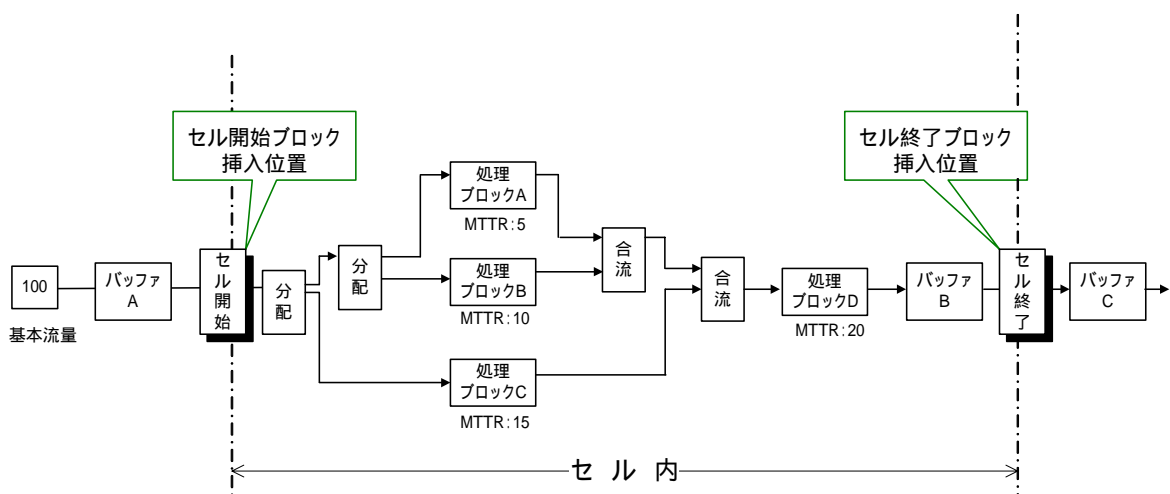 セル開始ブロック
挿入位置
セル終了ブロック
挿入位置
100
基本流量
バッファ
A
セル開始
分配
分配
処理
ブロックA
MTTR:5
処理
ブロックB
MTTR:10
処理
ブロックC
MTTR:15
合流
合流
処理
ブロックD
MTTR:20
バッファ
B
セル終了
バッファ
C
セル内